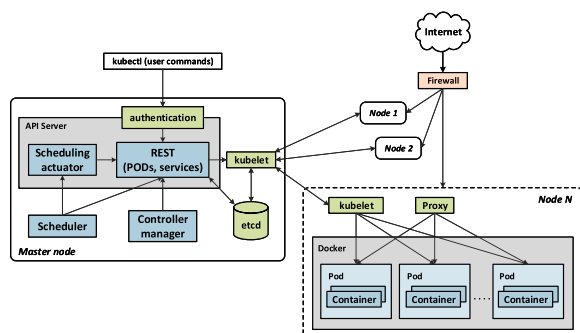 Internet
kubectl (user commands)
Firewall
authentication
API Server
Node 1
Scheduling
actuator
REST
(PODs, services)
kubelet
Node 2
Node N
kubelet
Proxy
Scheduler
Controller
manager
etcd
Master node
Docker
Pod
Container
Pod
Container
.....
Pod
Container